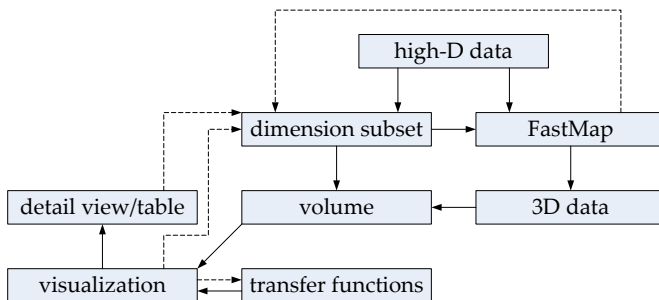 high-D data
dimension subset
FastMap
detail view/table
volume
3D data
visualization
transfer functions